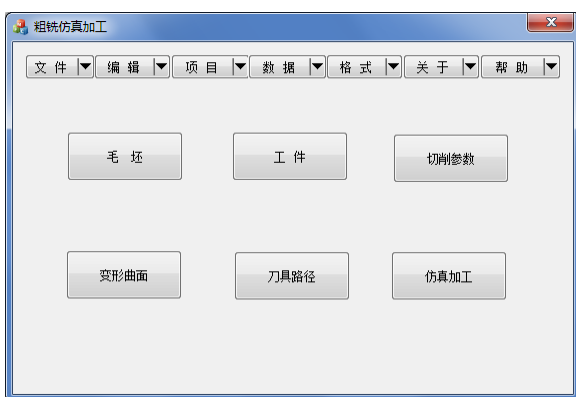 粗铣仿真加工
文件 编辑 项目 数据 格式 关于 帮助
毛坯 工件 切削参数
变形曲面 刀具路径 仿真加工